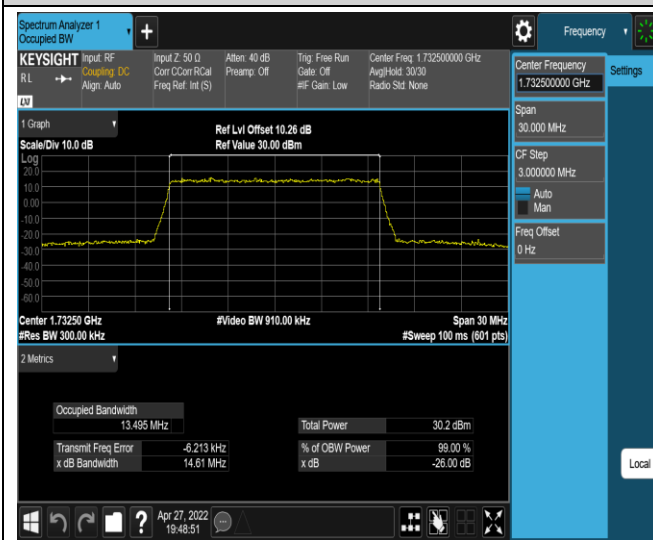 Spectrum Analyzer 1
Occupied BW
+
Frequency
KEYSIGHT
RL
LXI
Input: RF
Coupling: DC
Align: Auto
Input Z: 50 Ω
Corr CCorr RCal
Freq Ref: Int (S)
Atten: 40 dB
Preamp: Off
Trig: Free Run
Gate: Off
#IF Gain: Low
Center Freq: 1.732500000 GHz
Avg|Hold: 30/30
Radio Std: None
Center Frequency
1.732500000 GHz
Settings
Span
30.000 MHz
CF Step
3.000000 MHz
Auto
Man
Freq Offset
0 Hz
1 Graph
Scale/Div 10.0 dB
Ref Lvl Offset 10.26 dB
Ref Value 30.00 dBm
Log
20.0
10.0
0.00
-10.0
-20.0
-30.0
-40.0
-50.0
-60.0
Center 1.73250 GHz
#Video BW 910.00 kHz
Span 30 MHz
#Res BW 300.00 kHz
#Sweep 100 ms (601 pts)
2 Metrics
Occupied Bandwidth
13.495 MHz
Total Power 30.2 dBm
Transmit Freq Error -6.213 kHz
% of OBW Power 99.00 %
x dB Bandwidth 14.61 MHz
x dB -26.00 dB
Local
?
Apr 27, 2022
19:48:51